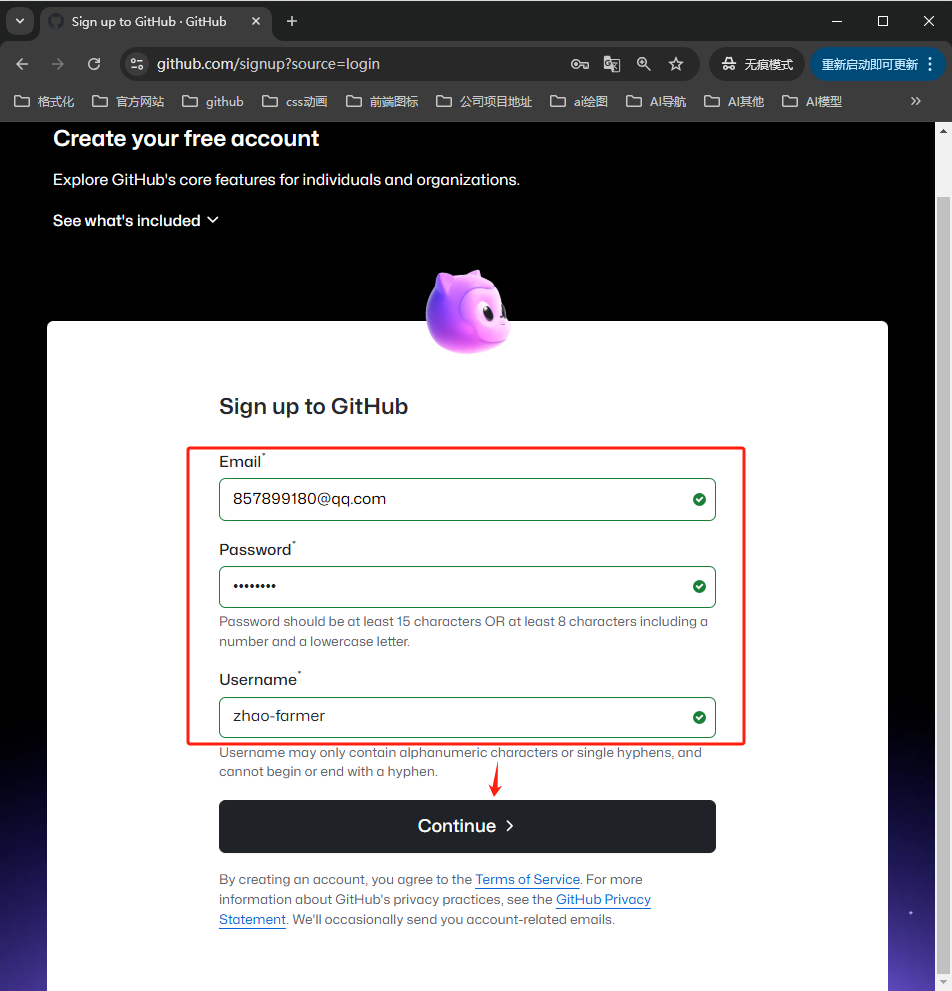 Sign up to GitHub · GitHub
github.com/signup?source=login
无痕模式
重新启动即可更新
格式化
官方网站
github
css动画
前端图标
公司项目地址
ai绘图
AI导航
AI其他
AI模型
Create your free account
Explore GitHub's core features for individuals and organizations.
See what's included
Sign up to GitHub
Email*
857899180@qq.com
Password*
••••••••
Password should be at least 15 characters OR at least 8 characters including a
number and a lowercase letter.
Username*
zhao-farmer
Username may only contain alphanumeric characters or single hyphens, and
cannot begin or end with a hyphen.
Continue
By creating an account, you agree to the Terms of Service. For more
information about GitHub's privacy practices, see the GitHub Privacy
Statement. We'll occasionally send you account-related emails.